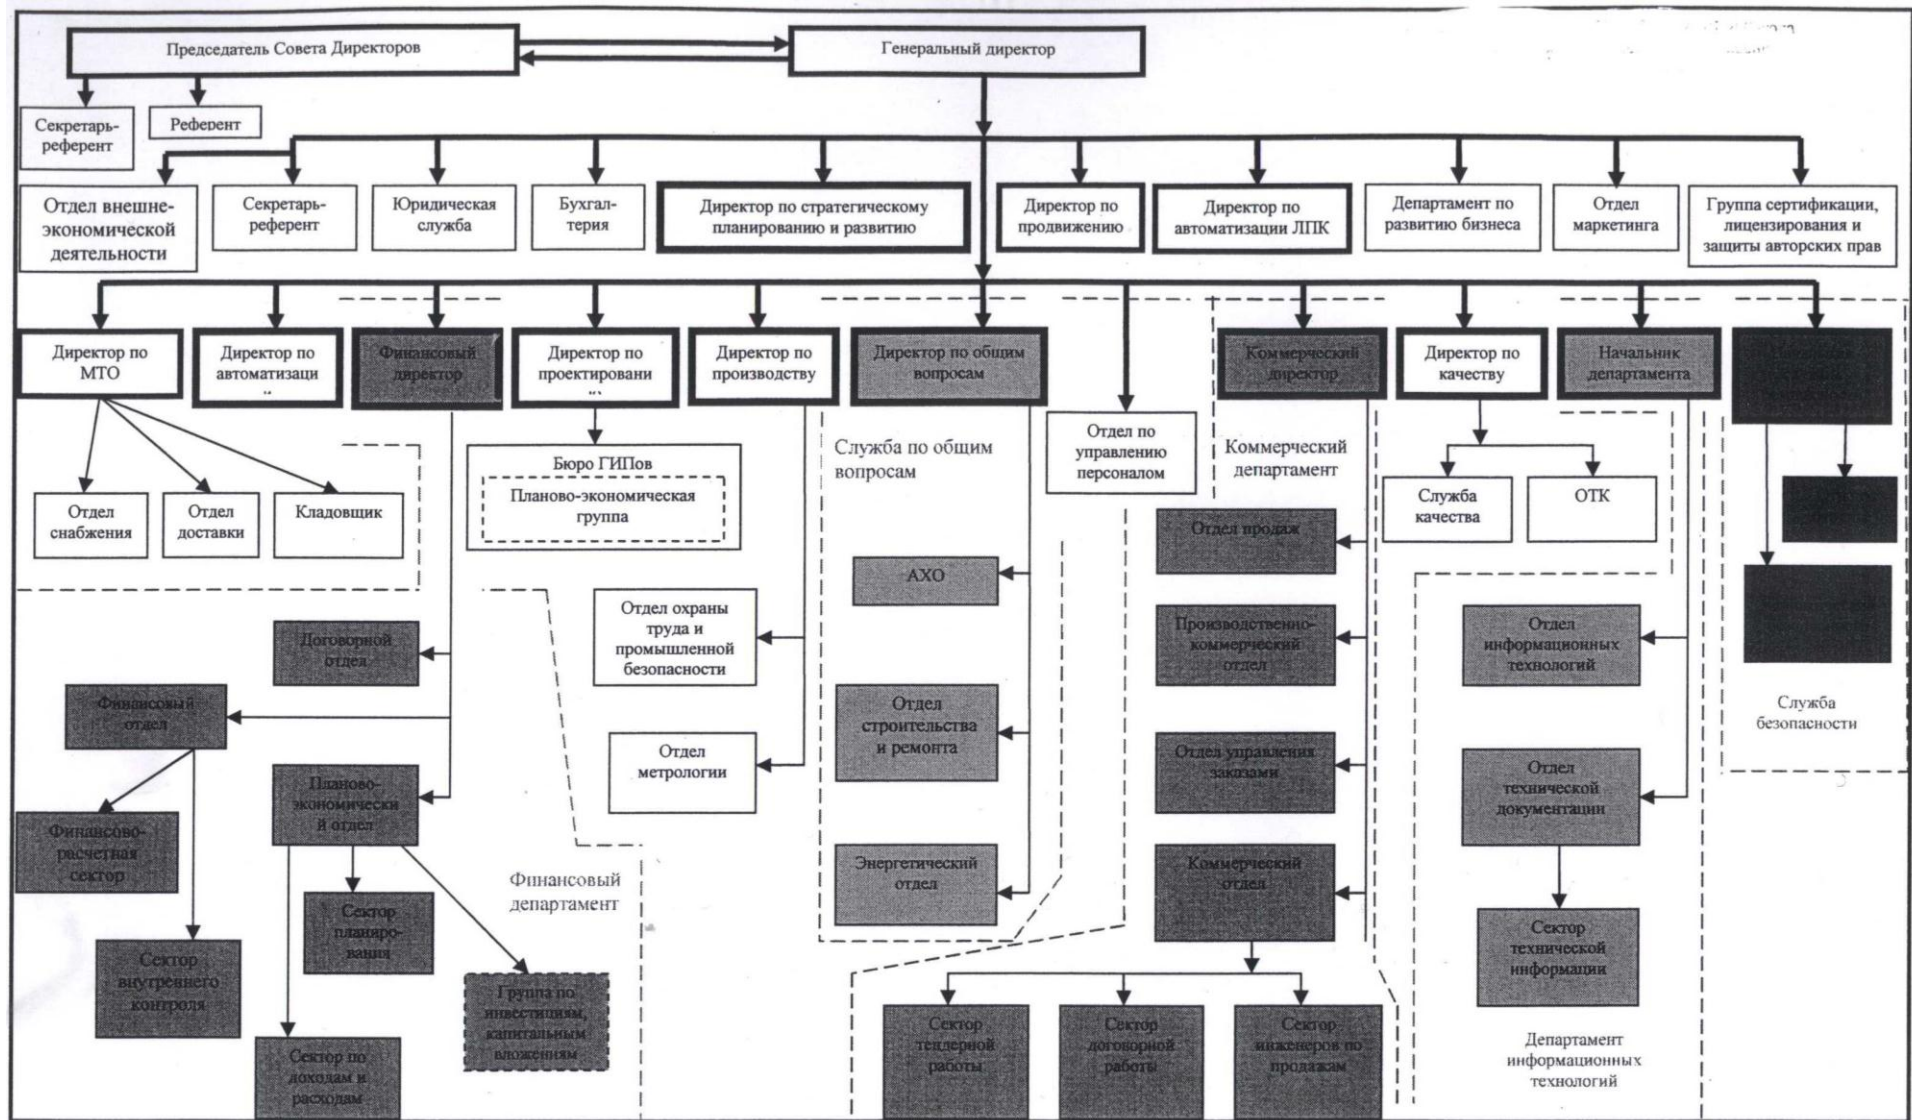 Председатель Совета Директоров
Генеральный директор
Секретарь-
референт
Референт
Отдел внешне-
экономической
деятельности
Секретарь-
референт
Юридическая
служба
Бухгал-
терия
Директор по стратегическому
планированию и развитию
Директор по
продвижению
Директор по
автоматизации ЛПК
Департамент по
развитию бизнеса
Отдел
маркетинга
Группа сертификации,
лицензирования и
защиты авторских прав
Директор по
МТО
Директор по
автоматизаци
Финансовый
директор
Директор по
проектировани
Директор по
производству
Директор по общим
вопросам
Отдел по
управлению
персоналом
Коммерческий
директор
Директор по
качеству
Начальник
департамента
Отдел
снабжения
Отдел
доставки
Кладовщик
Бюро ГИПов
Планово-экономическая
группа
Служба по общим
вопросам
Коммерческий
департамент
Служба
качества
ОТК
Отдел продаж
АХО
Отдел охраны
труда и
промышленной
безопасности
Производственно-
коммерческий
отдел
Отдел
информационных
технологий
Договорной
отдел
Финансовый
отдел
Отдел
строительства
и ремонта
Служба
безопасности
Отдел
метрологии
Отдел управления
заказами
Отдел
технической
документации
Планово-
экономически
й отдел
Финансово-
расчетная
сектор
Энергетический
отдел
Коммерческий
отдел
Финансовый
департамент
Сектор
планиро-
вания
Сектор
технической
информации
Сектор
внутреннего
контроля
Группа по
инвестициям,
капитальным
вложениям
Сектор по
доходам и
расходам
Сектор
тендерной
работы
Сектор
договорной
работы
Сектор
инженеров по
продажам
Департамент
информационных
технологий